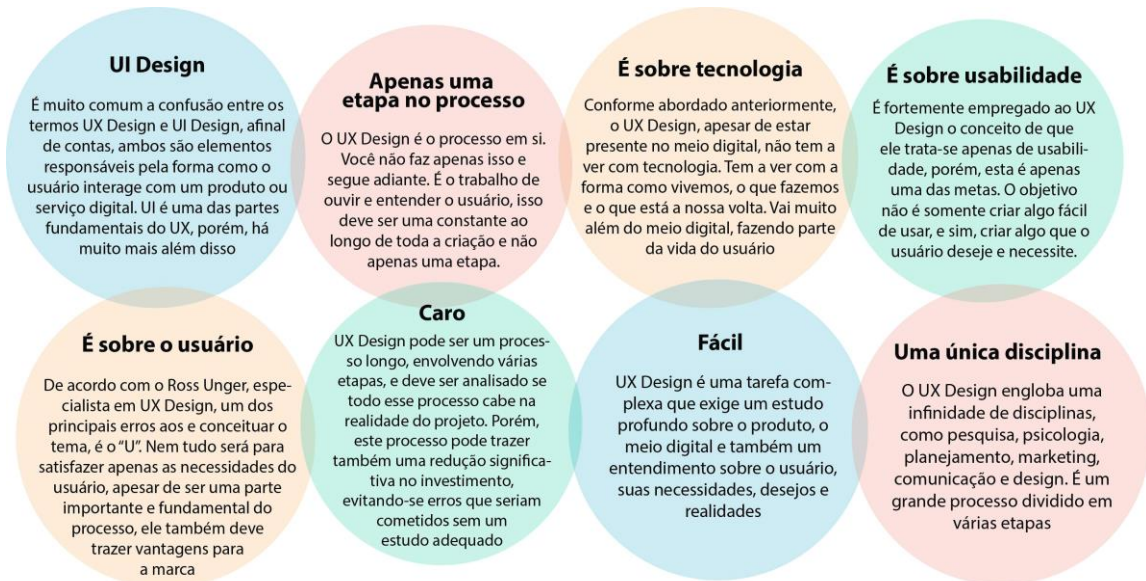 UI Design
É muito comum a confusão entre os
termos UX Design e UI Design, afinal
de contas, ambos são elementos
responsáveis pela forma como o
usuário interage com um produto ou
serviço digital. UI é uma das partes
fundamentais do UX, porém, há
muito mais além disso
Apenas uma
etapa no processo
O UX Design é o processo em si.
Você não faz apenas isso e
segue adiante. É o trabalho de
ouvir e entender o usuário, isso
deve ser uma constante ao
longo de toda a criação e não
apenas uma etapa.
É sobre tecnologia
Conforme abordado anteriormente,
o UX Design, apesar de estar
presente no meio digital, não tem a
ver com tecnologia. Tem a ver com a
forma como vivemos, o que fazemos
e o que está a nossa volta. Vai muito
além do meio digital, fazendo parte
da vida do usuário
É sobre usabilidade
É fortemente empregado ao UX
Design o conceito de que
ele trata-se apenas de usabili-
dade, porém, esta é apenas
uma das metas. O objetivo
não é somente criar algo fácil
de usar, e sim, criar algo que o
usuário deseje e necessite.
É sobre o usuário
De acordo com o Ross Unger, espe-
cialista em UX Design, um dos
principais erros aos e conceituar o
tema, é o “U”. Nem tudo será para
satisfazer apenas as necessidades do
usuário, apesar de ser uma parte
importante e fundamental do
processo, ele também deve
trazer vantagens para
a marca
Caro
UX Design pode ser um proces-
so longo, envolvendo várias
etapas, e deve ser analisado se
todo esse processo cabe na
realidade do projeto. Porém,
este processo pode trazer
também uma redução significa-
tiva no investimento,
evitando-se erros que seriam
cometidos sem um
estudo adequado
Fácil
UX Design é uma tarefa com-
plexa que exige um estudo
profundo sobre o produto, o
meio digital e também um
entendimento sobre o usuário,
suas necessidades, desejos e
realidades
Uma única disciplina
O UX Design engloba uma
infinidade de disciplinas,
como pesquisa, psicologia,
planejamento, marketing,
comunicação e design. É um
grande processo dividido em
várias etapas